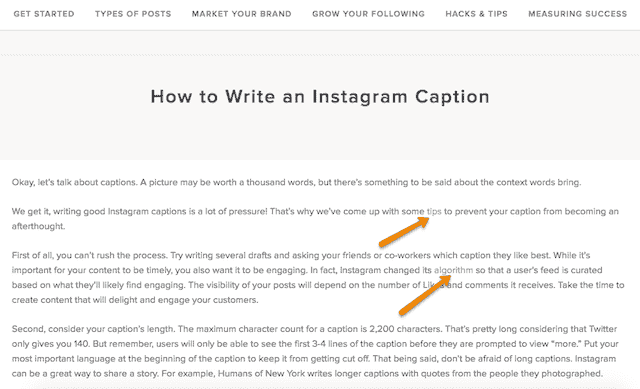 GET STARTED TYPES OF POSTS MARKET YOUR BRAND GROW YOUR FOLLOWING HACKS & TIPS MEASURING SUCCESS
How to Write an Instagram Caption
Okay, let's talk about captions. A picture may be worth a thousand words, but there's something to be said about the context words bring.
We get it, writing good Instagram captions is a lot of pressure! That's why we've come up with some tips to prevent your caption from becoming an
afterthought.
First of all, you can't rush the process. Try writing several drafts and asking your friends or co-workers which caption they like best. While it's
important for your content to be timely, you also want it to be engaging. In fact, Instagram changed its algorithm so that a user's feed is curated
based on what they'll likely find engaging. The visibility of your posts will depend on the number of and comments it receives. Take the time to
create content that will delight and engage your customers.
Second, consider your caption's length. The maximum character count for a caption is 2,200 characters. That's pretty long considering that Twitter
only gives you 140. But remember, users will only be able to see the first 3-4 lines of the caption before they are prompted to view "more." Put your
most important language at the beginning of the caption to keep it from getting cut off. That being said, don't be afraid of long captions. Instagram
can be a great way to share a story. For example, Humans of New York writes longer captions with quotes from the people they photographed.